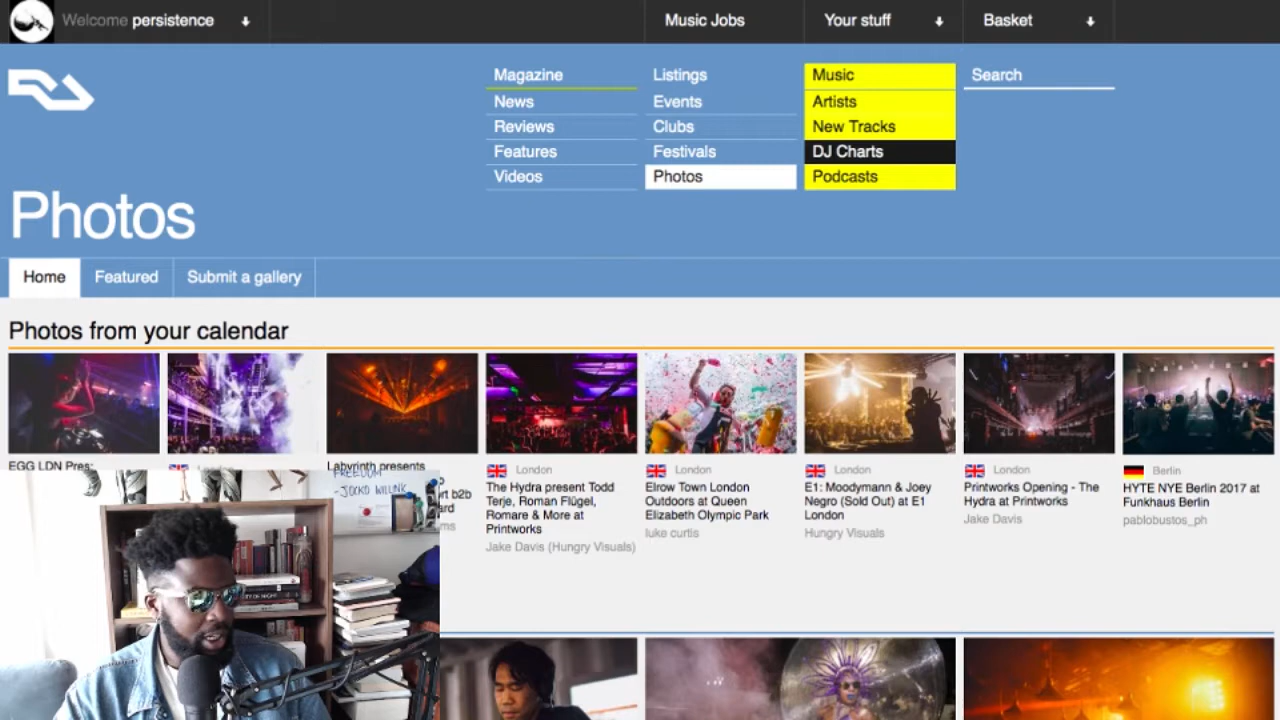 Welcome persistence
Music Jobs
Your stuff
Basket
Magazine
News
Reviews
Features
Videos
Listings
Events
Clubs
Festivals
Photos
Music
Artists
New Tracks
DJ Charts
Podcasts
Search
Photos
Home
Featured
Submit a gallery
Photos from your calendar
EGG LDN Pres:
Labyrinth presents
rt b2b
London
The Hydra present Todd
Terje, Roman Flügel,
Romare & More at
Printworks
Jake Davis (Hungry Visuals)
London
Elrow Town London
Outdoors at Queen
Elizabeth Olympic Park
luke curtis
London
E1: Moodymann & Joey
Negro (Sold Out) at E1
London
Hungry Visuals
London
Printworks Opening - The
Hydra at Printworks
Jake Davis
Berlin
HYTE NYE Berlin 2017 at
Funkhaus Berlin
pablobustos_ph
FREEDOM
-JOCKO WILLINK